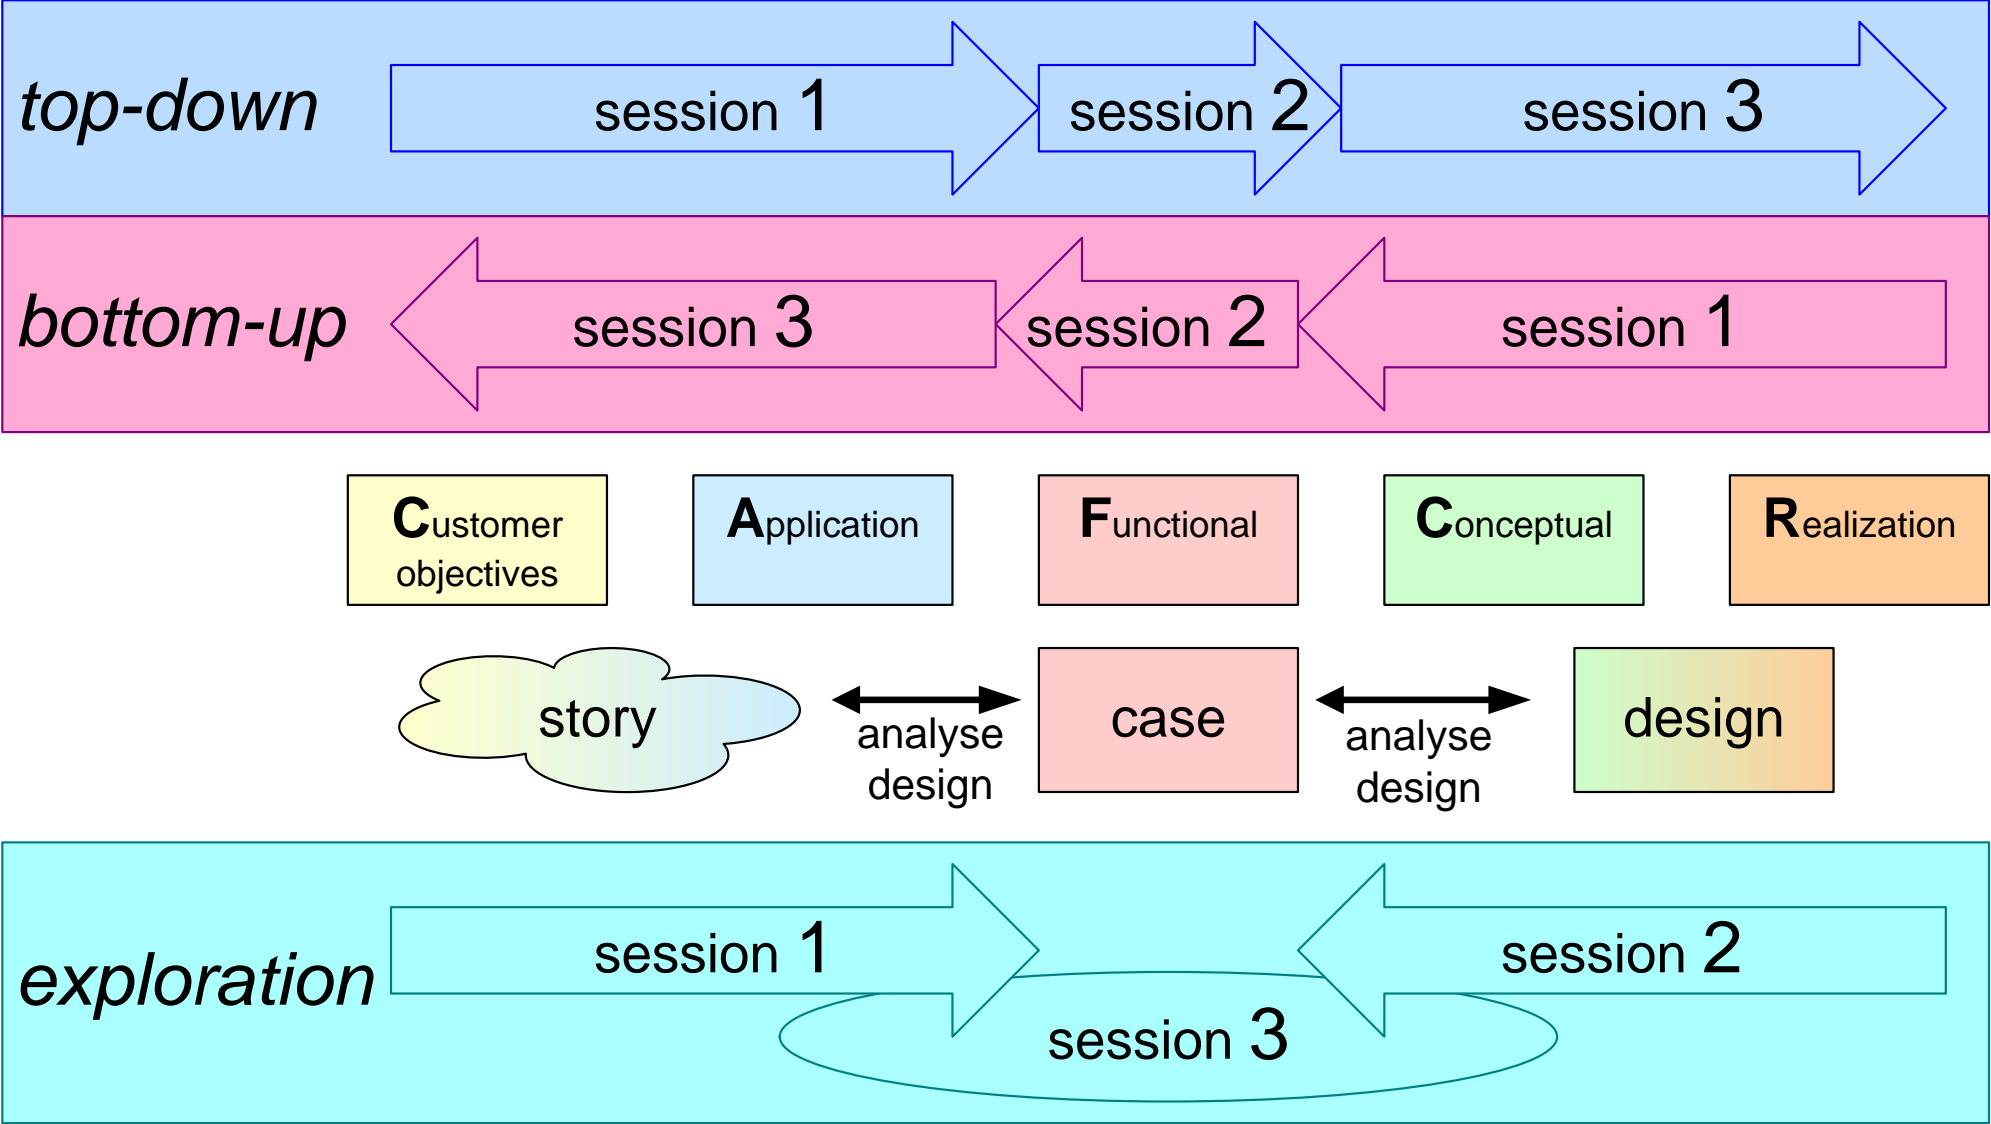 top-down
session 1
session 2
session 3
bottom-up
session 3
session 2
session 1
Customer
objectives
Application
Functional
Conceptual
Realization
story
analyse
design
case
analyse
design
design
exploration
session 1
session 2
session 3